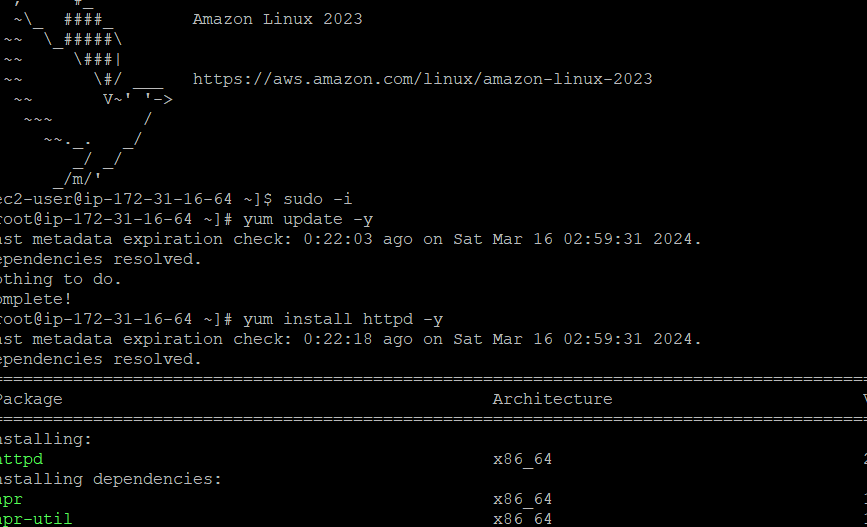 , #_
~\_ ####_ Amazon Linux 2023
~~ \_#####\
~~ \###|
~~ \#/ ___ https://aws.amazon.com/linux/amazon-linux-2023
~~ V~' '->
~~~ /
~~._. _/
_/ _/
_/m/'
ec2-user@ip-172-31-16-64 ~]$ sudo -i
root@ip-172-31-16-64 ~]# yum update -y
ast metadata expiration check: 0:22:03 ago on Sat Mar 16 02:59:31 2024.
ependencies resolved.
othing to do.
omplete!
root@ip-172-31-16-64 ~]# yum install httpd -y
ast metadata expiration check: 0:22:18 ago on Sat Mar 16 02:59:31 2024.
ependencies resolved.
================================================================================
Package Architecture
================================================================================
nstalling:
httpd x86_64 2
nstalling dependencies:
apr x86_64
apr-util x86_64